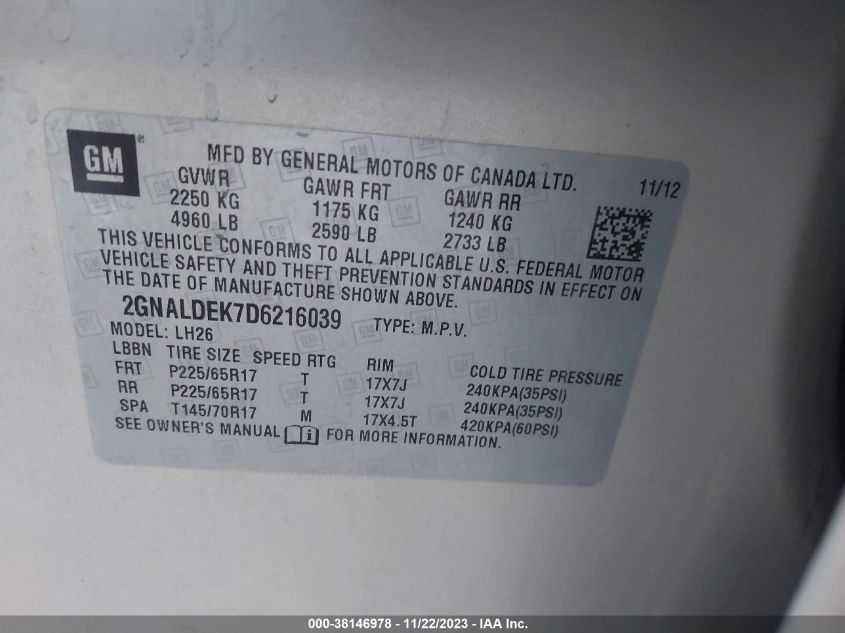 GM ®
MFD BY GENERAL MOTORS OF CANADA LTD. 11/12
GVWR GAWR FRT GAWR RR
2250 KG 1175 KG 1240 KG
4960 LB 2590 LB 2733 LB
THIS VEHICLE CONFORMS TO ALL APPLICABLE U.S. FEDERAL MOTOR
VEHICLE SAFETY AND THEFT PREVENTION STANDARDS IN EFFECT ON
THE DATE OF MANUFACTURE SHOWN ABOVE.
2GNALDEK7D6216039 TYPE: M.P.V.
MODEL: LH26
LBBN TIRE SIZE SPEED RTG RIM COLD TIRE PRESSURE
FRT P225/65R17 T 17X7J 240KPA(35PSI)
RR P225/65R17 T 17X7J 240KPA(35PSI)
SPA T145/70R17 M 17X4.5T 420KPA(60PSI)
SEE OWNER'S MANUAL FOR MORE INFORMATION.
000-38146978 - 11/22/2023 - IAA Inc.